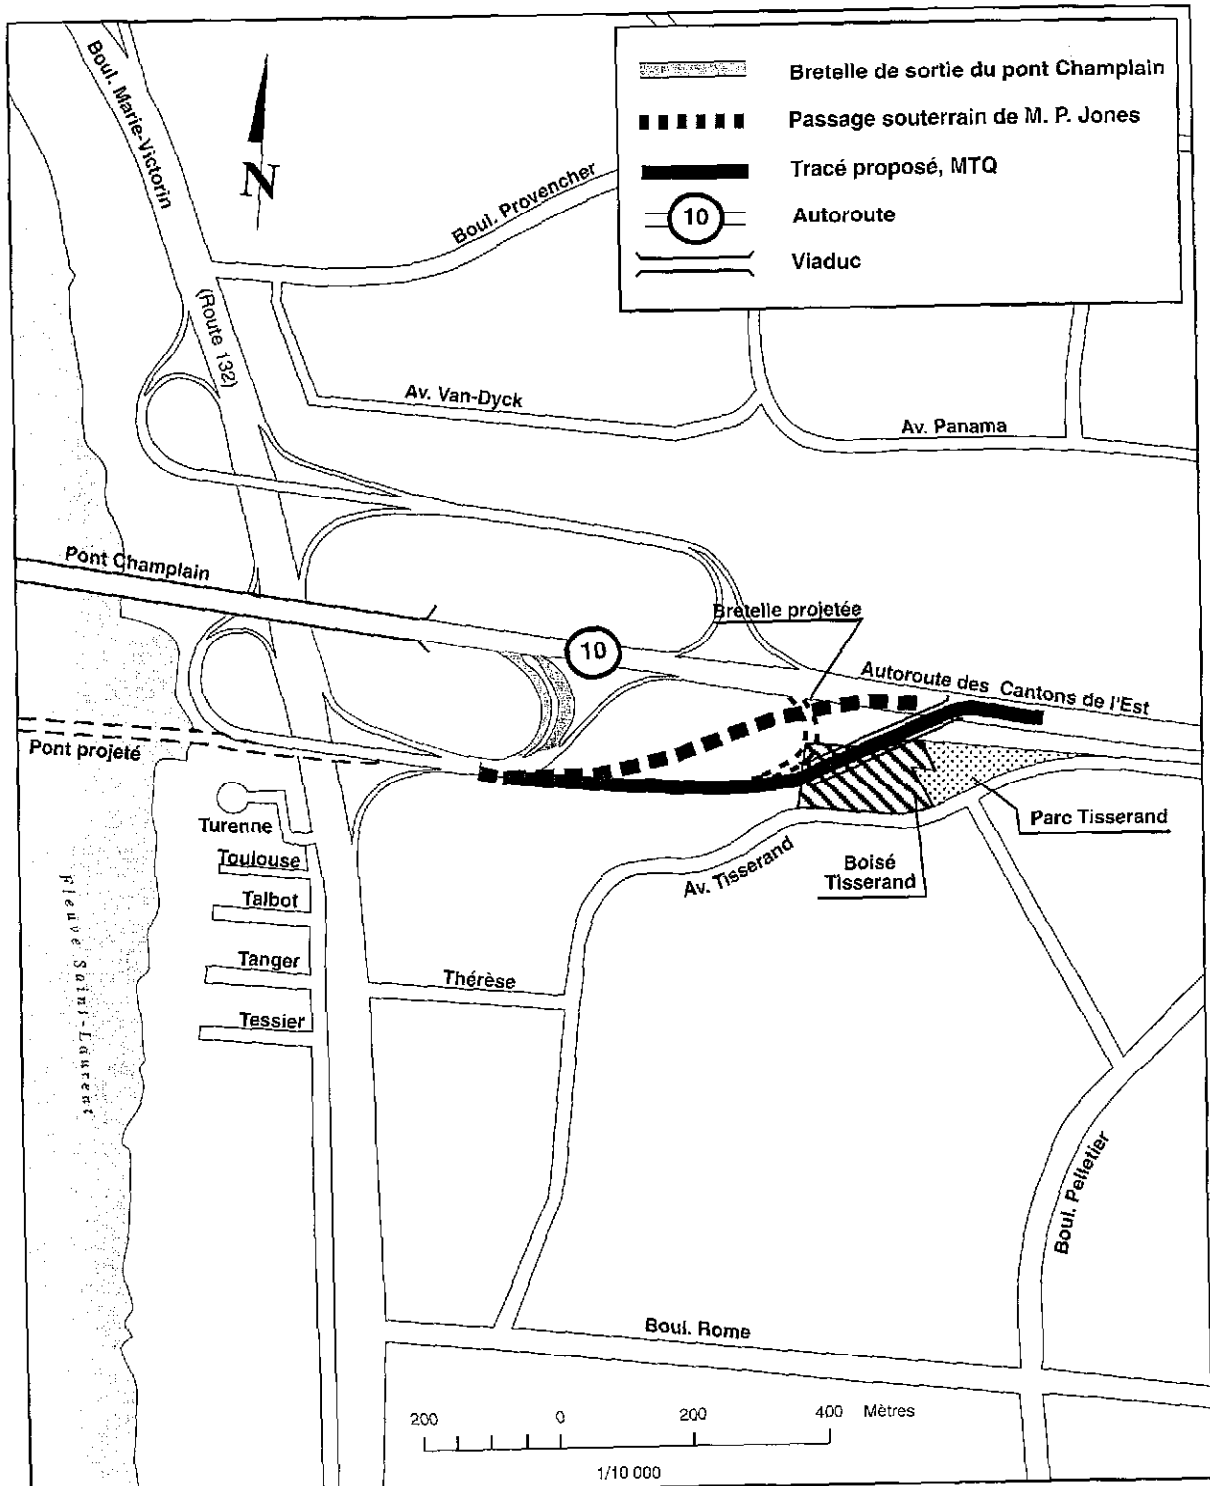 Bretelle de sortie du pont Champlain
Passage souterrain de M. P. Jones
Tracé proposé, MTQ
10
Autoroute
Viaduc
Boul. Marie-Victorin
N
Boul. Provencher
(Route 132)
Av. Van-Dyck
Av. Panama
Pont Champlain
Bretelle projetée
10
Autoroute des Cantons de l'Est
Pont projeté
Turenne
Parc Tisserand
Toulouse
Av. Tisserand
Boisé
Tisserand
Talbot
Fleuve Saint-Laurent
Tanger
Thérèse
Tessier
Boul. Pelletier
Boul. Rome
200 0 200 400 Mètres
1/10 000